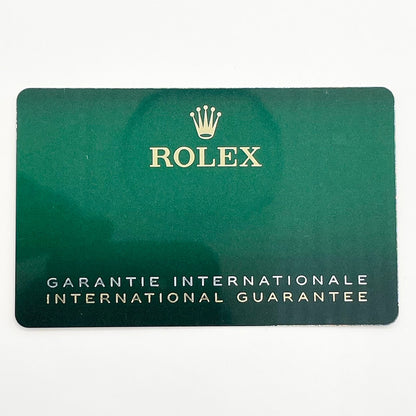 ROLEX
GARANTIE INTERNATIONALE
INTERNATIONAL GUARANTEE